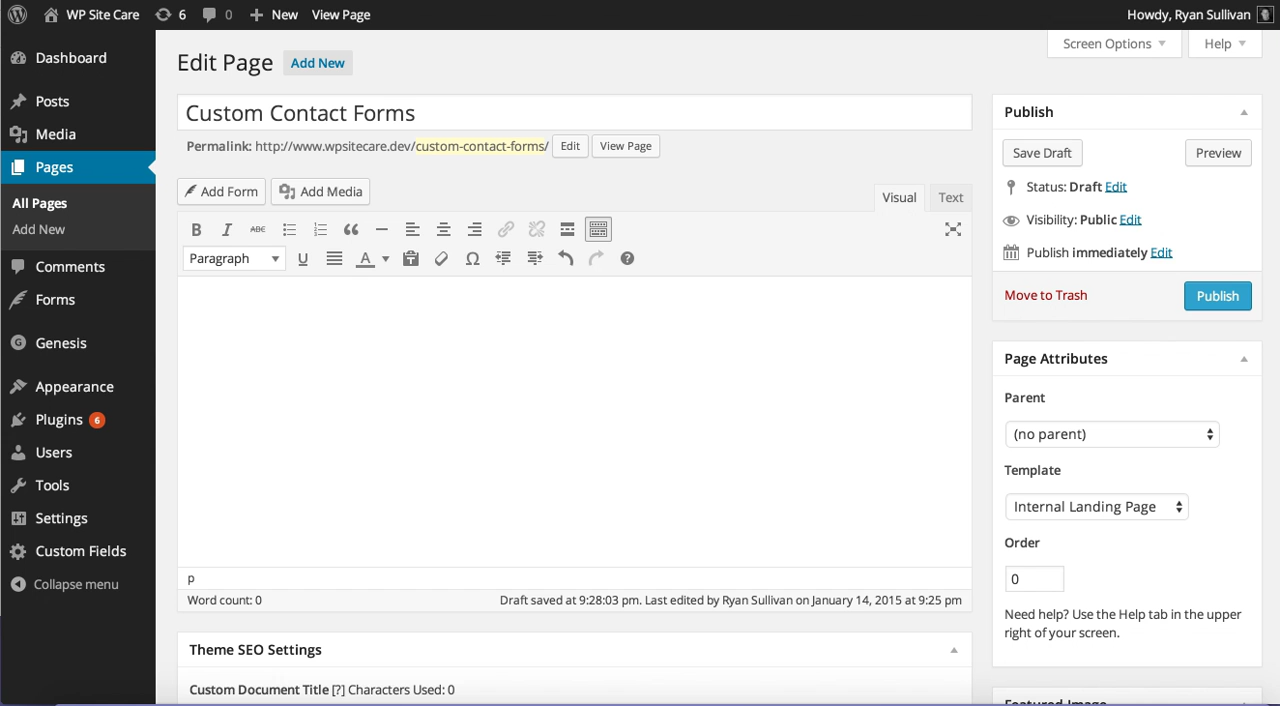 WP Site Care 6 0 New View Page Howdy, Ryan Sullivan
Dashboard
Posts
Media
Pages
All Pages
Add New
Comments
Forms
Genesis
Appearance
Plugins 6
Users
Tools
Settings
Custom Fields
Collapse menu
Screen Options Help
Edit Page Add New
Custom Contact Forms
Permalink: http://www.wpsitecare.dev/custom-contact-forms/ Edit View Page
Add Form Add Media
Visual Text
B I ABC
Paragraph U A
p
Word count: 0 Draft saved at 9:28:03 pm. Last edited by Ryan Sullivan on January 14, 2015 at 9:25 pm
Theme SEO Settings
Custom Document Title [?] Characters Used: 0
Publish
Save Draft Preview
Status: Draft Edit
Visibility: Public Edit
Publish immediately Edit
Move to Trash Publish
Page Attributes
Parent
(no parent)
Template
Internal Landing Page
Order
0
Need help? Use the Help tab in the upper
right of your screen.
Featured Image